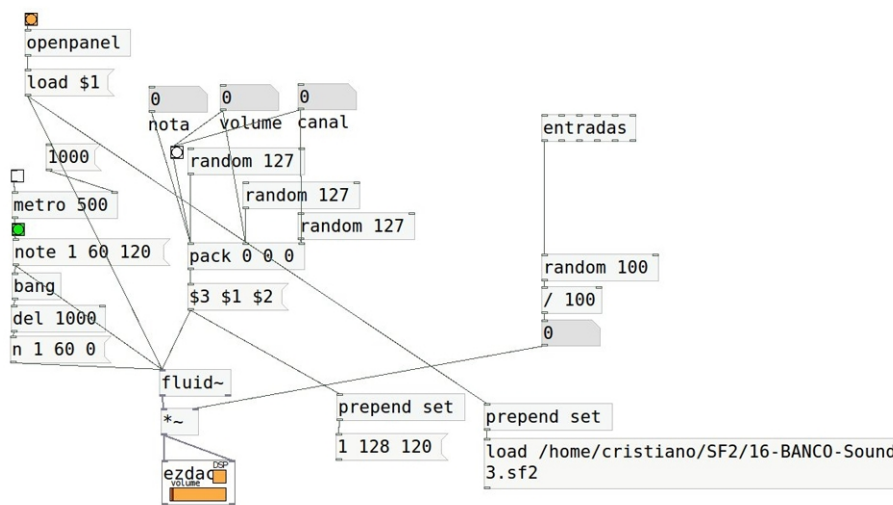 openpanel
load $1
0
0
0
nota
volume
canal
entradas
1000
random 127
metro 500
random 127
random 127
note 1 60 120
pack 0 0 0
random 100
bang
$3 $1 $2
/ 100
del 1000
0
n 1 60 0
fluid~
prepend set
prepend set
*~
1 128 120
load /home/cristiano/SF2/16-BANCO-Sound
3.sf2
ezdac
DSP
volume